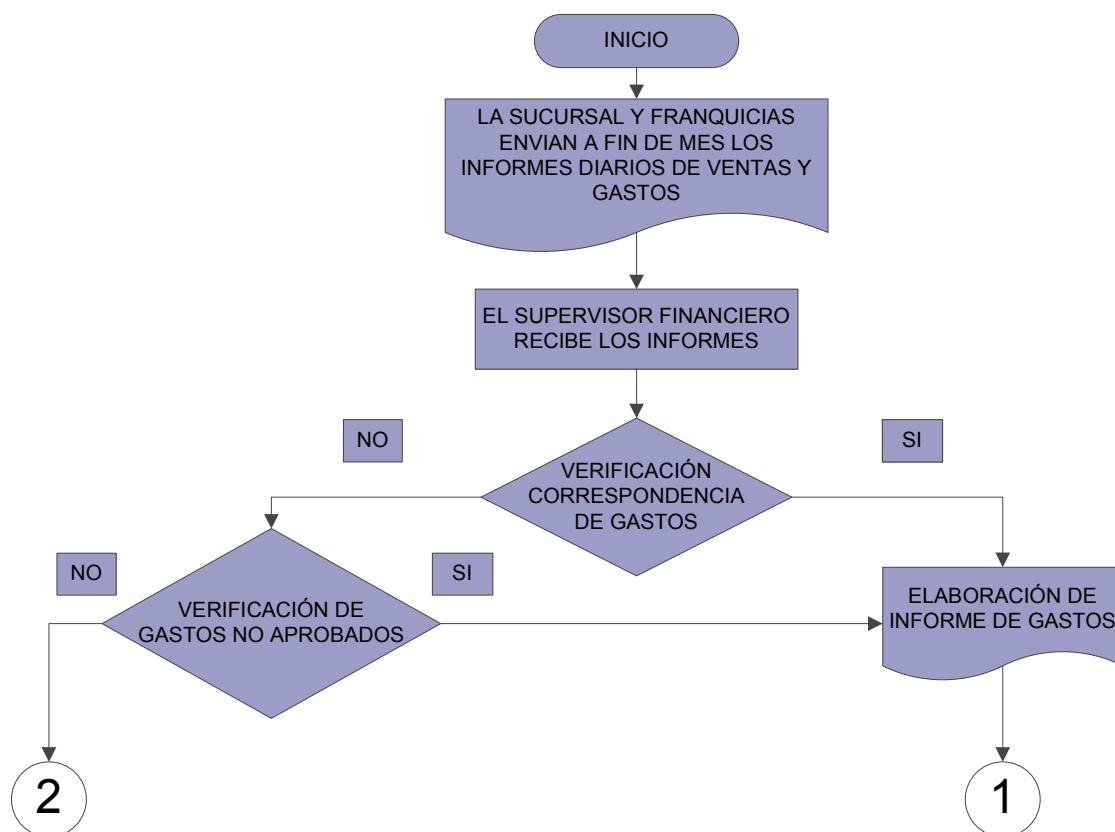 INICIO
LA SUCURSAL Y FRANQUICIAS
ENVIAN A FIN DE MES LOS
INFORMES DIARIOS DE VENTAS Y
GASTOS
EL SUPERVISOR FINANCIERO
RECIBE LOS INFORMES
NO
SI
VERIFICACIÓN
CORRESPONDENCIA
DE GASTOS
NO
SI
VERIFICACIÓN DE
GASTOS NO APROBADOS
ELABORACIÓN DE
INFORME DE GASTOS
2
1